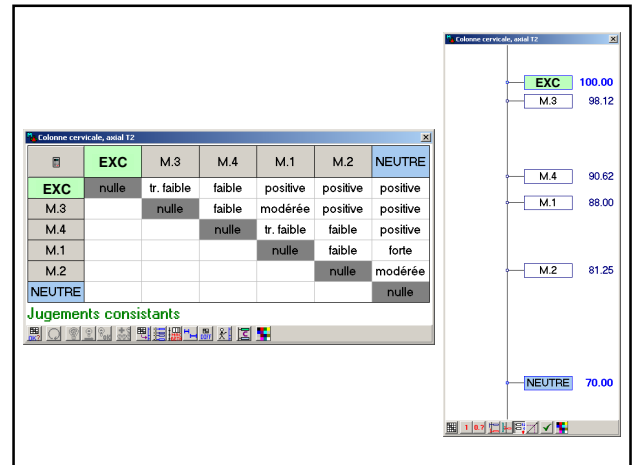 Colonne cervicale, axial T2
EXC M.3 M.4 M.1 M.2 NEUTRE
EXC nulle tr. faible faible positive positive positive
M.3 nulle faible modérée positive positive
M.4 nulle tr. faible faible positive
M.1 nulle faible forte
M.2 nulle modérée
NEUTRE nulle
Jugements consistants
Colonne cervicale, axial T2
EXC 100.00
M.3 98.12
M.4 90.62
M.1 88.00
M.2 81.25
NEUTRE 70.00